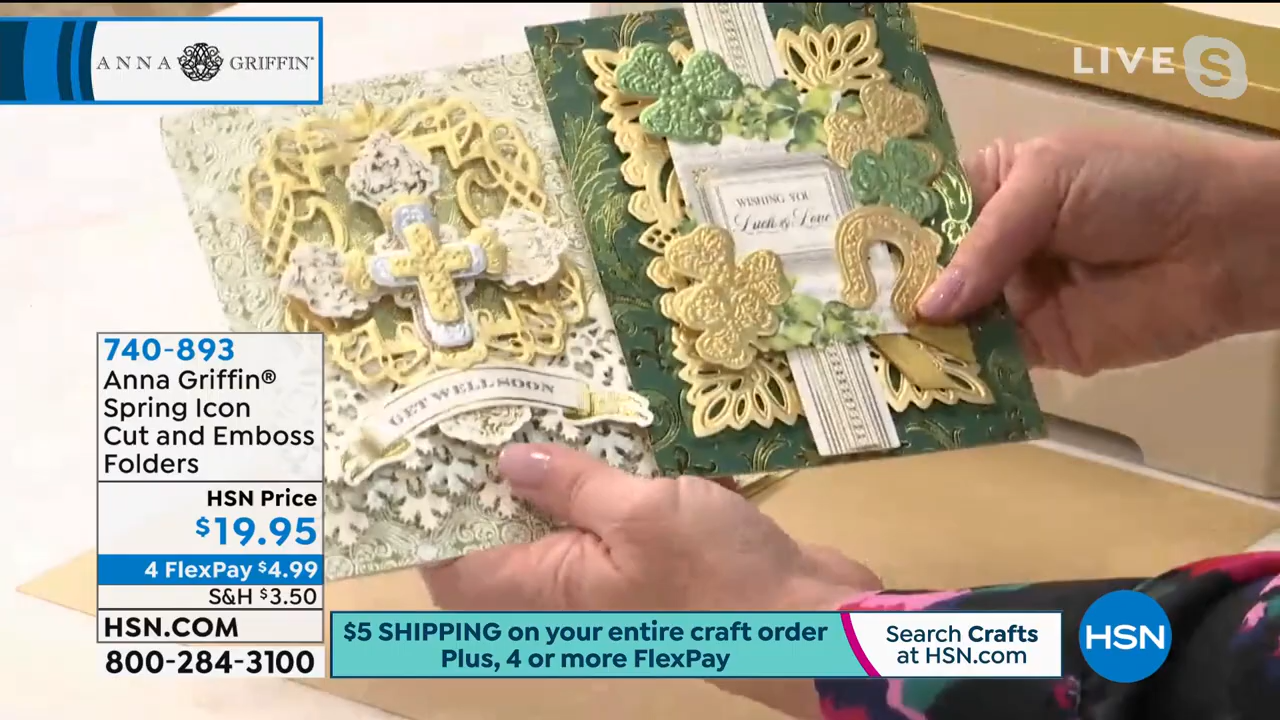 ANNA GRIFFIN®
LIVE S
WISHING YOU
Luck & Love
GET WELL SOON
740-893
Anna Griffin®
Spring Icon
Cut and Emboss
Folders
HSN Price
$19.95
4 FlexPay $4.99
S&H $3.50
HSN.COM
800-284-3100
$5 SHIPPING on your entire craft order
Plus, 4 or more FlexPay
Search Crafts
at HSN.com
HSN